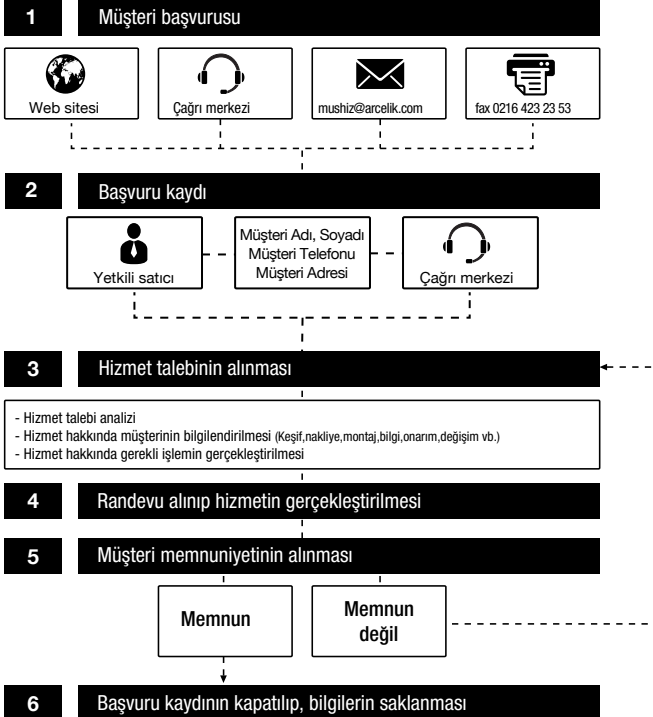 1 Müşteri başvurusu
Web sitesi
Çağrı merkezi
mushiz@arcelik.com
fax 0216 423 23 53
2 Başvuru kaydı
Yetkili satıcı
Müşteri Adı, Soyadı
Müşteri Telefonu
Müşteri Adresi
Çağrı merkezi
3 Hizmet talebinin alınması
- Hizmet talebi analizi
- Hizmet hakkında müşterinin bilgilendirilmesi (Keşif,nakliye,montaj,bilgi,onarım,değişim vb.)
- Hizmet hakkında gerekli işlemin gerçekleştirilmesi
4 Randevu alınıp hizmetin gerçekleştirilmesi
5 Müşteri memnuniyetinin alınması
Memnun
Memnun
değil
6 Başvuru kaydının kapatılıp, bilgilerin saklanması